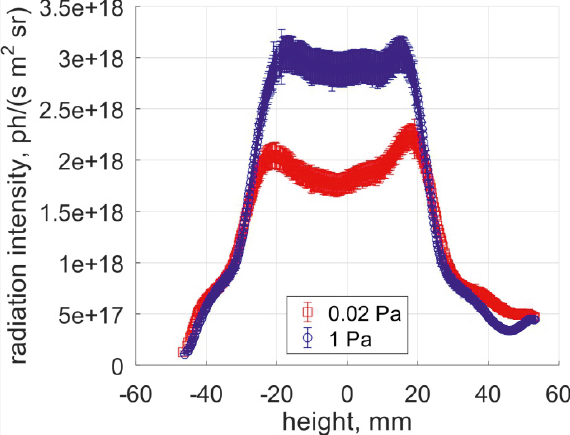 3.5e+18
3e+18
2.5e+18
2e+18
1.5e+18
1e+18
5e+17
0
radiation intensity, ph/(s m² sr)
0.02 Pa
1 Pa
-60 -40 -20 0 20 40 60
height, mm